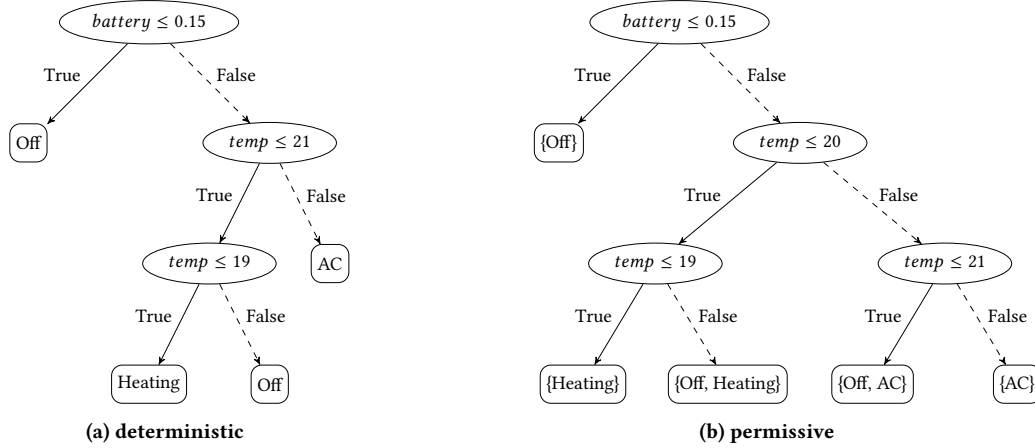 battery ≤ 0.15
True
False
Off
temp ≤ 21
True
False
temp ≤ 19
AC
True
False
Heating
Off
(a) deterministic
battery ≤ 0.15
True
False
{Off}
temp ≤ 20
True
False
temp ≤ 19
temp ≤ 21
True
False
True
False
{Heating}
{Off, Heating}
{Off, AC}
{AC}
(b) permissive